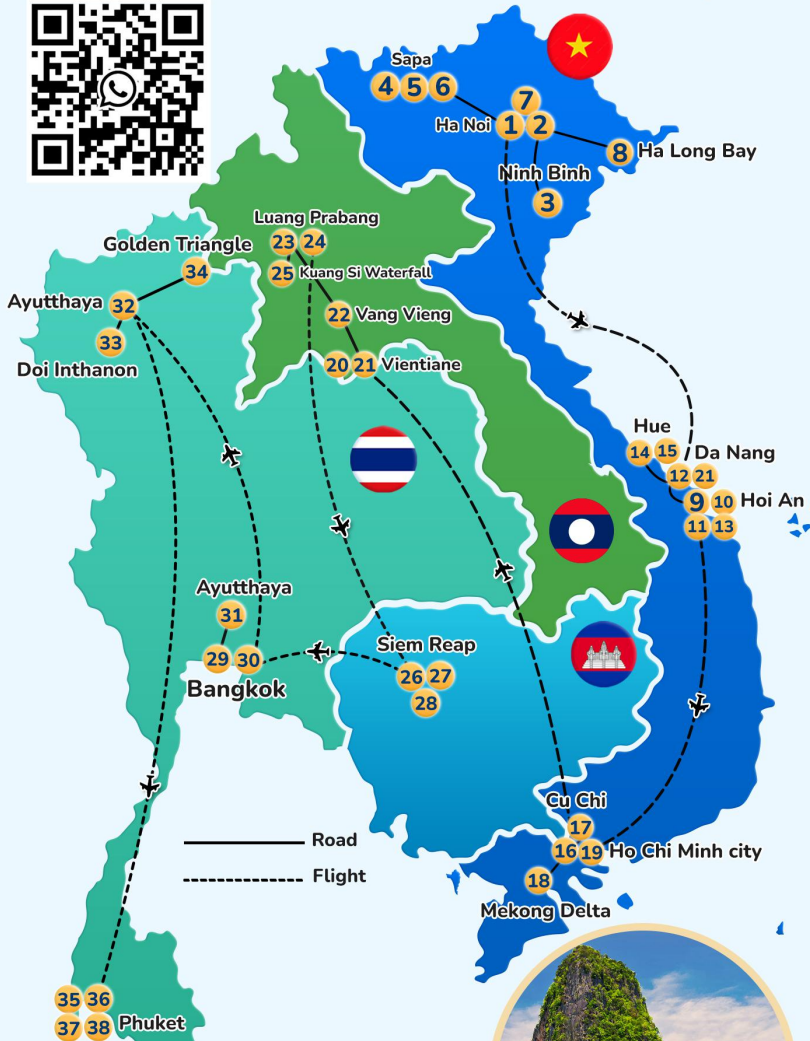 Sapa
4 5 6
7
Ha Noi 1 2
8 Ha Long Bay
Ninh Binh
3
Luang Prabang
23 24
Golden Triangle
34
25 Kuang Si Waterfall
Ayutthaya 32
22 Vang Vieng
33
Doi Inthanon
20 21 Vientiane
Hue
14 15
Da Nang
12 21
9 10 Hoi An
11 13
Ayutthaya
31
29 30
Bangkok
Siem Reap
26 27
28
Cu Chi
17
16 19 Ho Chi Minh city
18
Mekong Delta
Road
Flight
35 36
37 38 Phuket